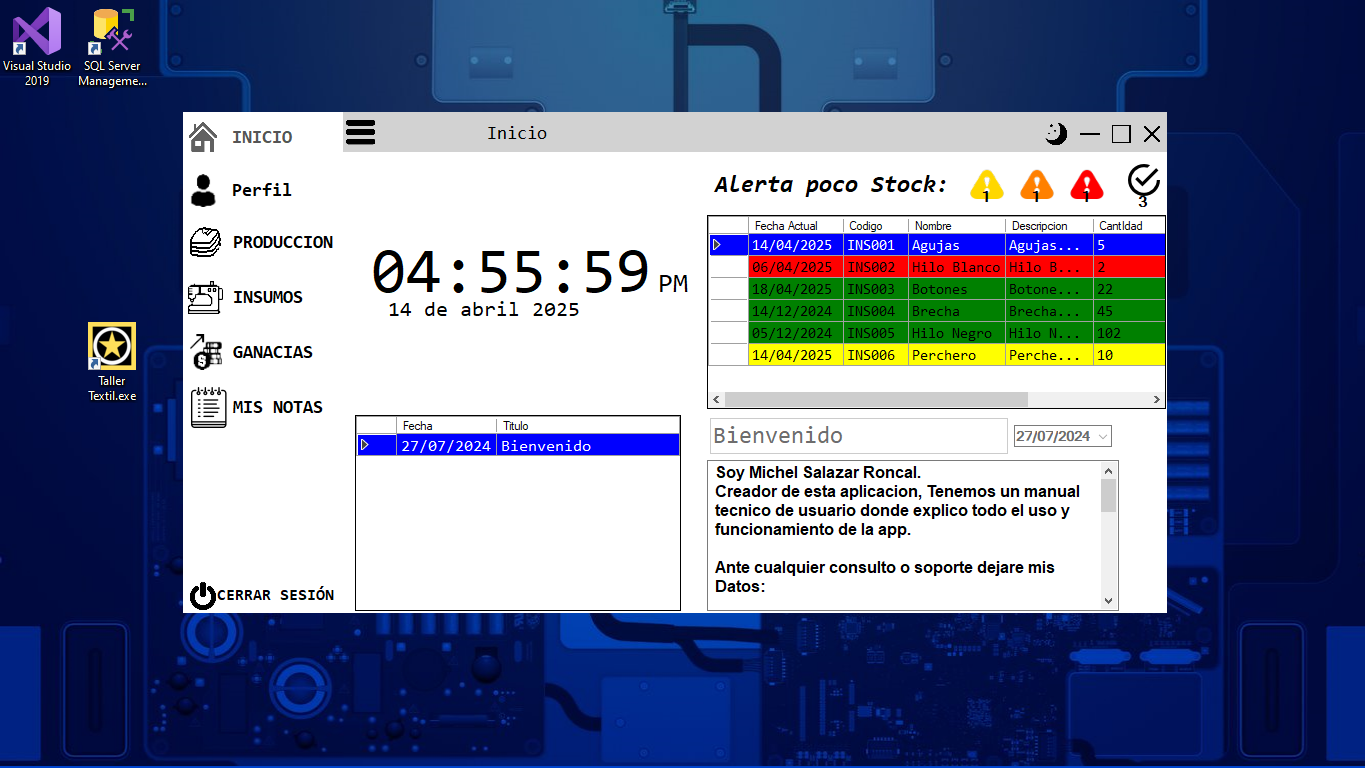 Visual Studio
2019
SQL Server
Manageme...
Taller
Textil.exe
INICIO
Perfil
PRODUCCION
INSUMOS
GANACIAS
MIS NOTAS
CERRAR SESIÓN
Inicio
04:55:59 PM
14 de abril 2025
Alerta poco Stock:
1 1 1 3
Fecha Actual Codigo Nombre Descripcion Cantidad
14/04/2025 INS001 Agujas Agujas... 5
06/04/2025 INS002 Hilo Blanco Hilo B... 2
18/04/2025 INS003 Botones Botone... 22
14/12/2024 INS004 Brecha Brecha... 45
05/12/2024 INS005 Hilo Negro Hilo N... 102
14/04/2025 INS006 Perchero Perche... 10
Fecha Titulo
27/07/2024 Bienvenido
Bienvenido 27/07/2024
Soy Michel Salazar Roncal.
Creador de esta aplicacion, Tenemos un manual
tecnico de usuario donde explico todo el uso y
funcionamiento de la app.
Ante cualquier consulto o soporte dejare mis
Datos: